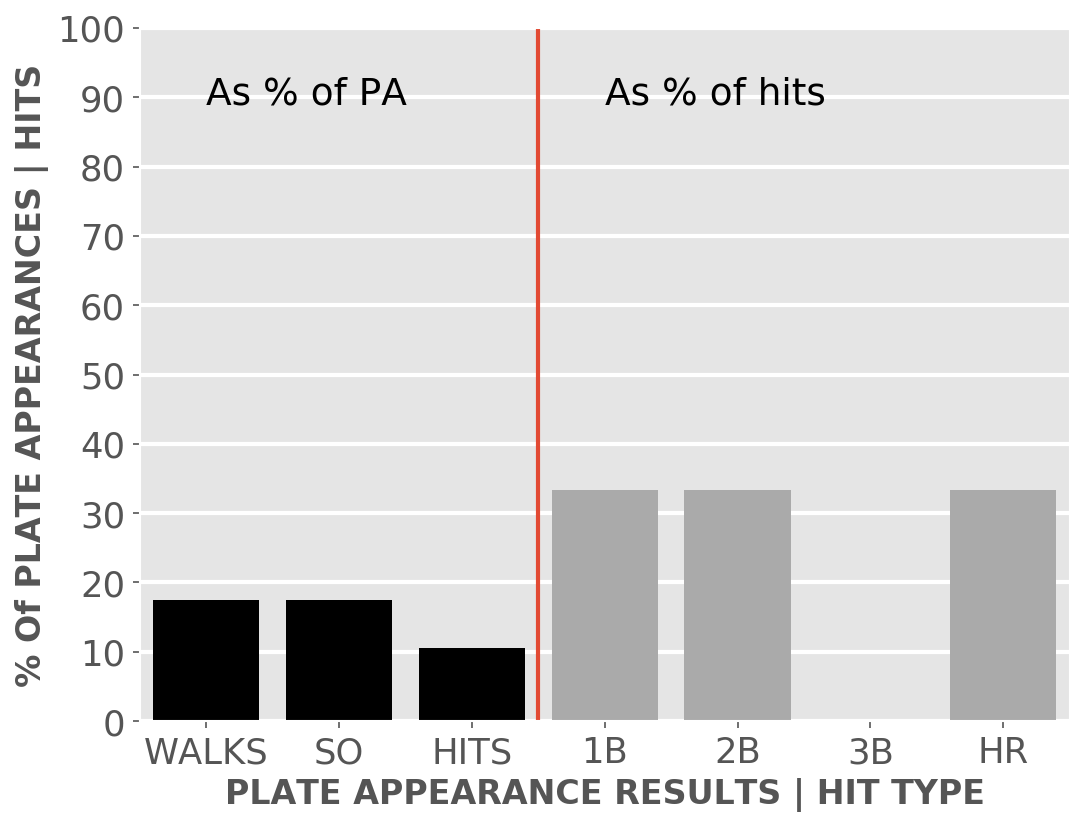 % Of PLATE APPEARANCES | HITS
100
90
80
70
60
50
40
30
20
10
0
As % of PA
As % of hits
WALKS SO HITS 1B 2B 3B HR
PLATE APPEARANCE RESULTS | HIT TYPE